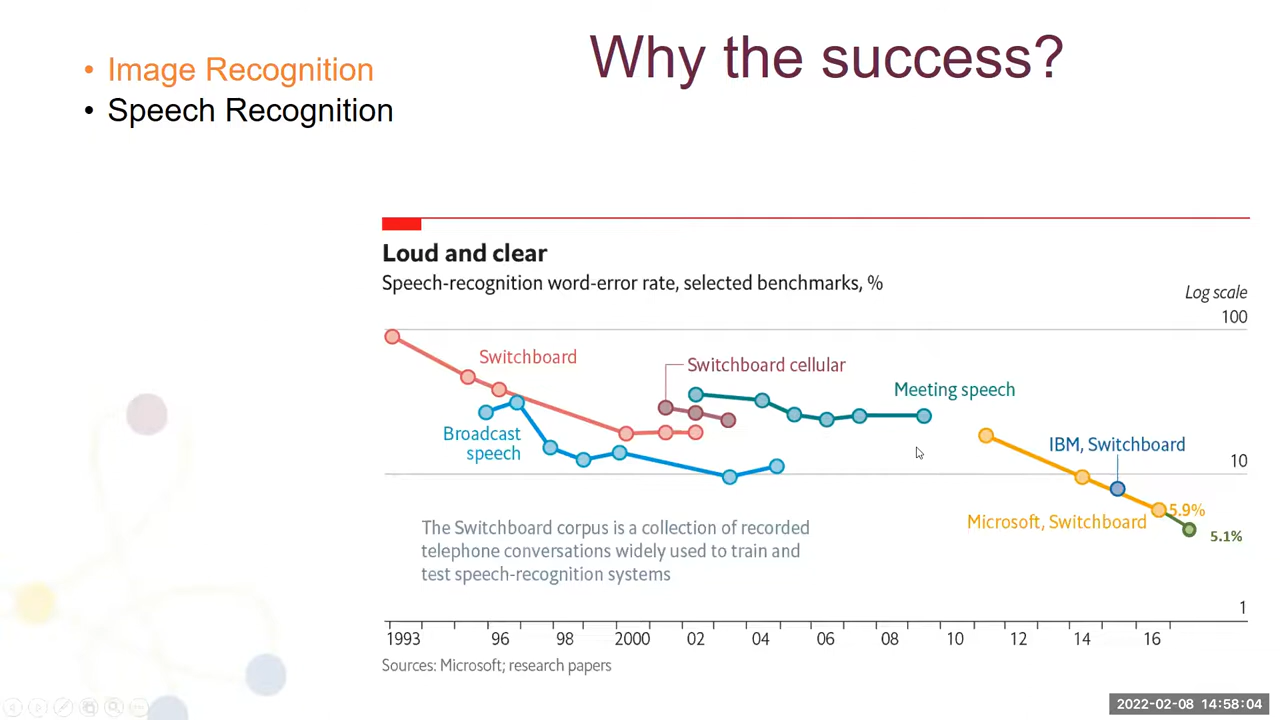 Why the success?
• Image Recognition
• Speech Recognition
Loud and clear
Speech-recognition word-error rate, selected benchmarks, %
Log scale
100
Switchboard
Switchboard cellular
Meeting speech
Broadcast
speech
IBM, Switchboard
10
5.9%
Microsoft, Switchboard
5.1%
The Switchboard corpus is a collection of recorded
telephone conversations widely used to train and
test speech-recognition systems
1
1993 96 98 2000 02 04 06 08 10 12 14 16
Sources: Microsoft; research papers
2022-02-08 14:58:04